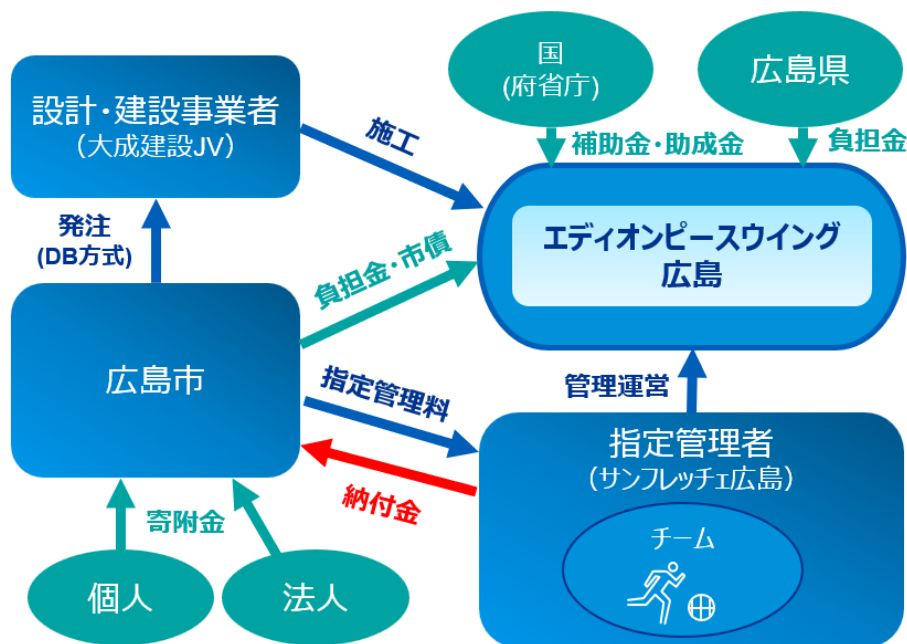 国
(府省庁)
広島県
設計・建設事業者
（大成建設JV）
施工
補助金・助成金
負担金
発注
(DB方式)
エディオンピースウイング
広島
負担金・市債
広島市
指定管理料
管理運営
納付金
指定管理者
（サンフレッチェ広島）
チーム
寄附金
個人
法人